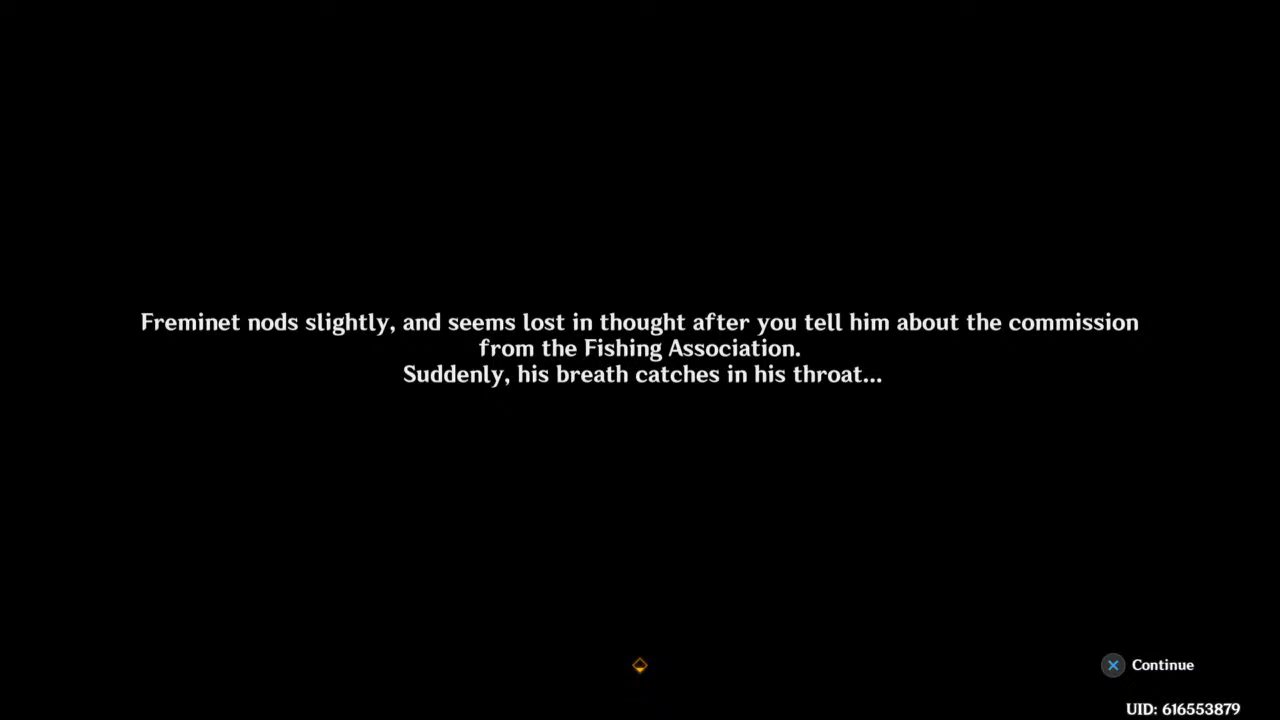 Freminet nods slightly, and seems lost in thought after you tell him about the commission
from the Fishing Association.
Suddenly, his breath catches in his throat...
Continue
UID: 616553879